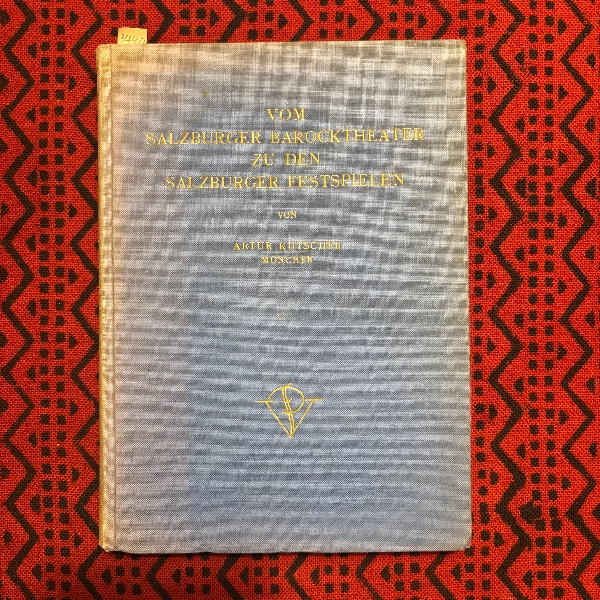 VOM
SALZBURGER BAROCKTHEATER
ZU DEN
SALZBURGER FESTSPIELEN
VON
ARTUR KUTSCHER
MÜNCHEN